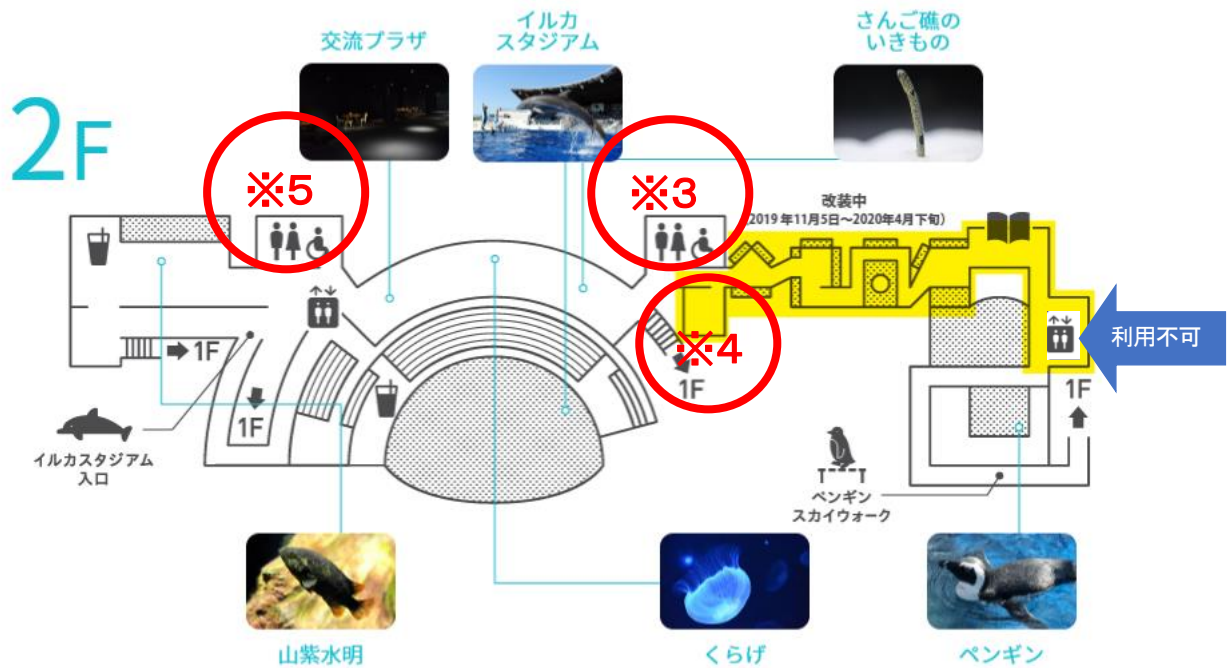 交流プラザ
イルカ
スタジアム
さんご礁の
いきもの
2F
※5
※3
改装中
（2019年11月5日～2020年4月下旬）
※4
利用不可
1F
1F
1F
1F
イルカスタジアム
入口
ペンギン
スカイウォーク
山紫水明
くらげ
ペンギン